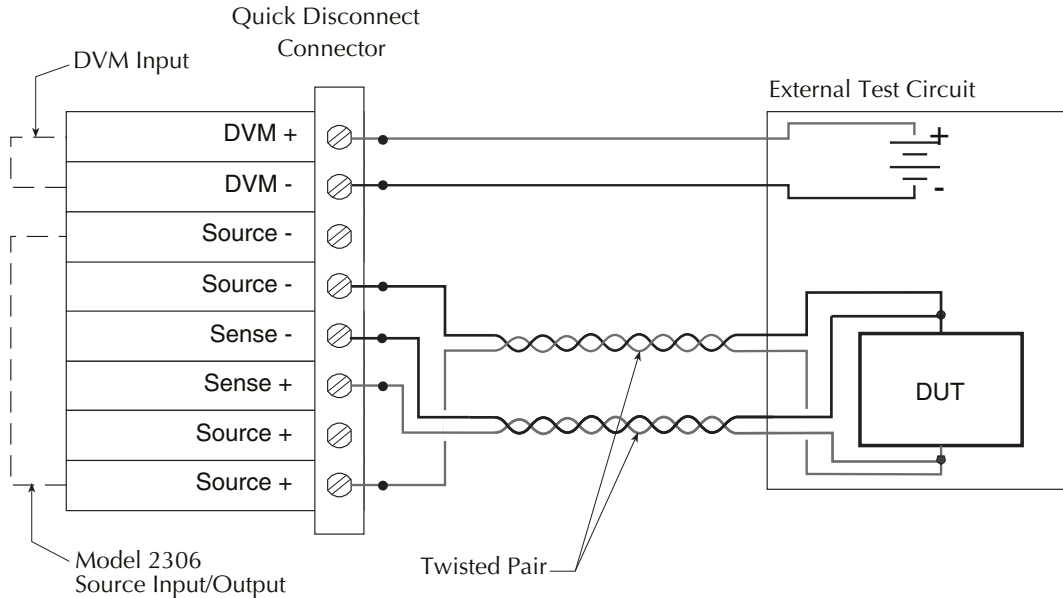 Quick Disconnect
Connector
DVM Input
External Test Circuit
DVM +
DVM -
Source -
Source -
Sense -
Sense +
Source +
Source +
+
-
DUT
Twisted Pair
Model 2306
Source Input/Output